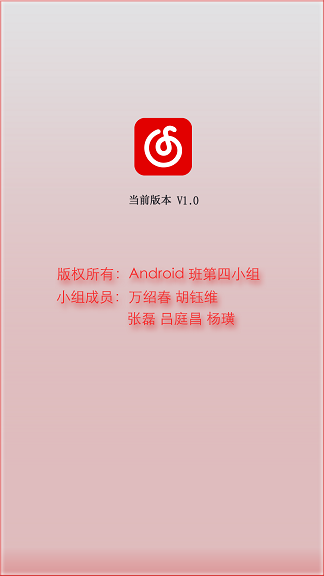 当前版本 V1.0
版权所有：Android 班第四小组
小组成员：万绍春 胡钰维
张磊 吕庭昌 杨璜